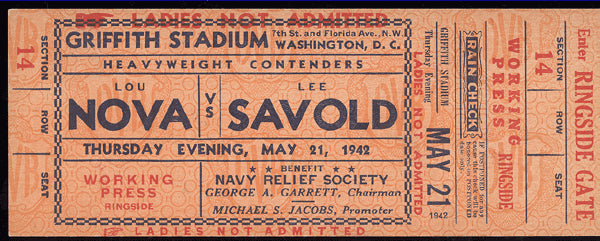 SECTION
14
ROW
SEAT
LADIES NOT ADMITTED
GRIFFITH STADIUM
7th St. and Florida Ave., N.W.
WASHINGTON, D. C.
HEAVYWEIGHT CONTENDERS
LOU
NOVA
VS
LEE
SAVOLD
THURSDAY EVENING, MAY 21, 1942
WORKING
PRESS
RINGSIDE
★ BENEFIT ★
NAVY RELIEF SOCIETY
GEORGE A. GARRETT, Chairman
MICHAEL S. JACOBS, Promoter
LADIES NOT ADMITTED
GRIFFITH STADIUM
Thursday Evening
LADIES NOT ADMITTED
MAY 21
1942
RAIN CHECK
IF POSTPONED
WORKING
PRESS
RINGSIDE
SECTION
14
ROW
SEAT
Enter
RINGSIDE GATE